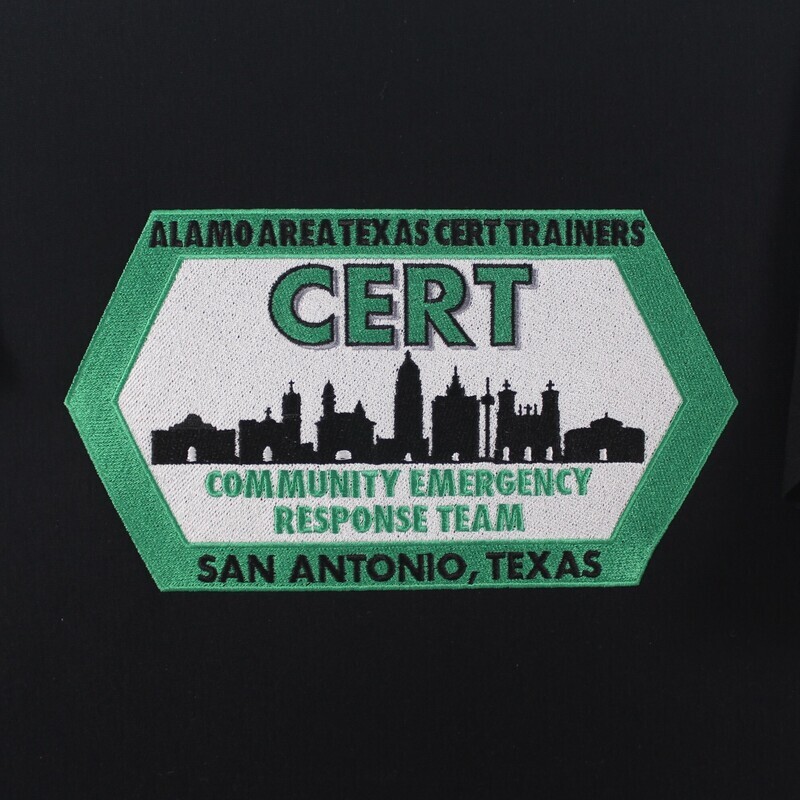 ALAMO AREA TEXAS CERT TRAINERS
CERT
COMMUNITY EMERGENCY
RESPONSE TEAM
SAN ANTONIO, TEXAS